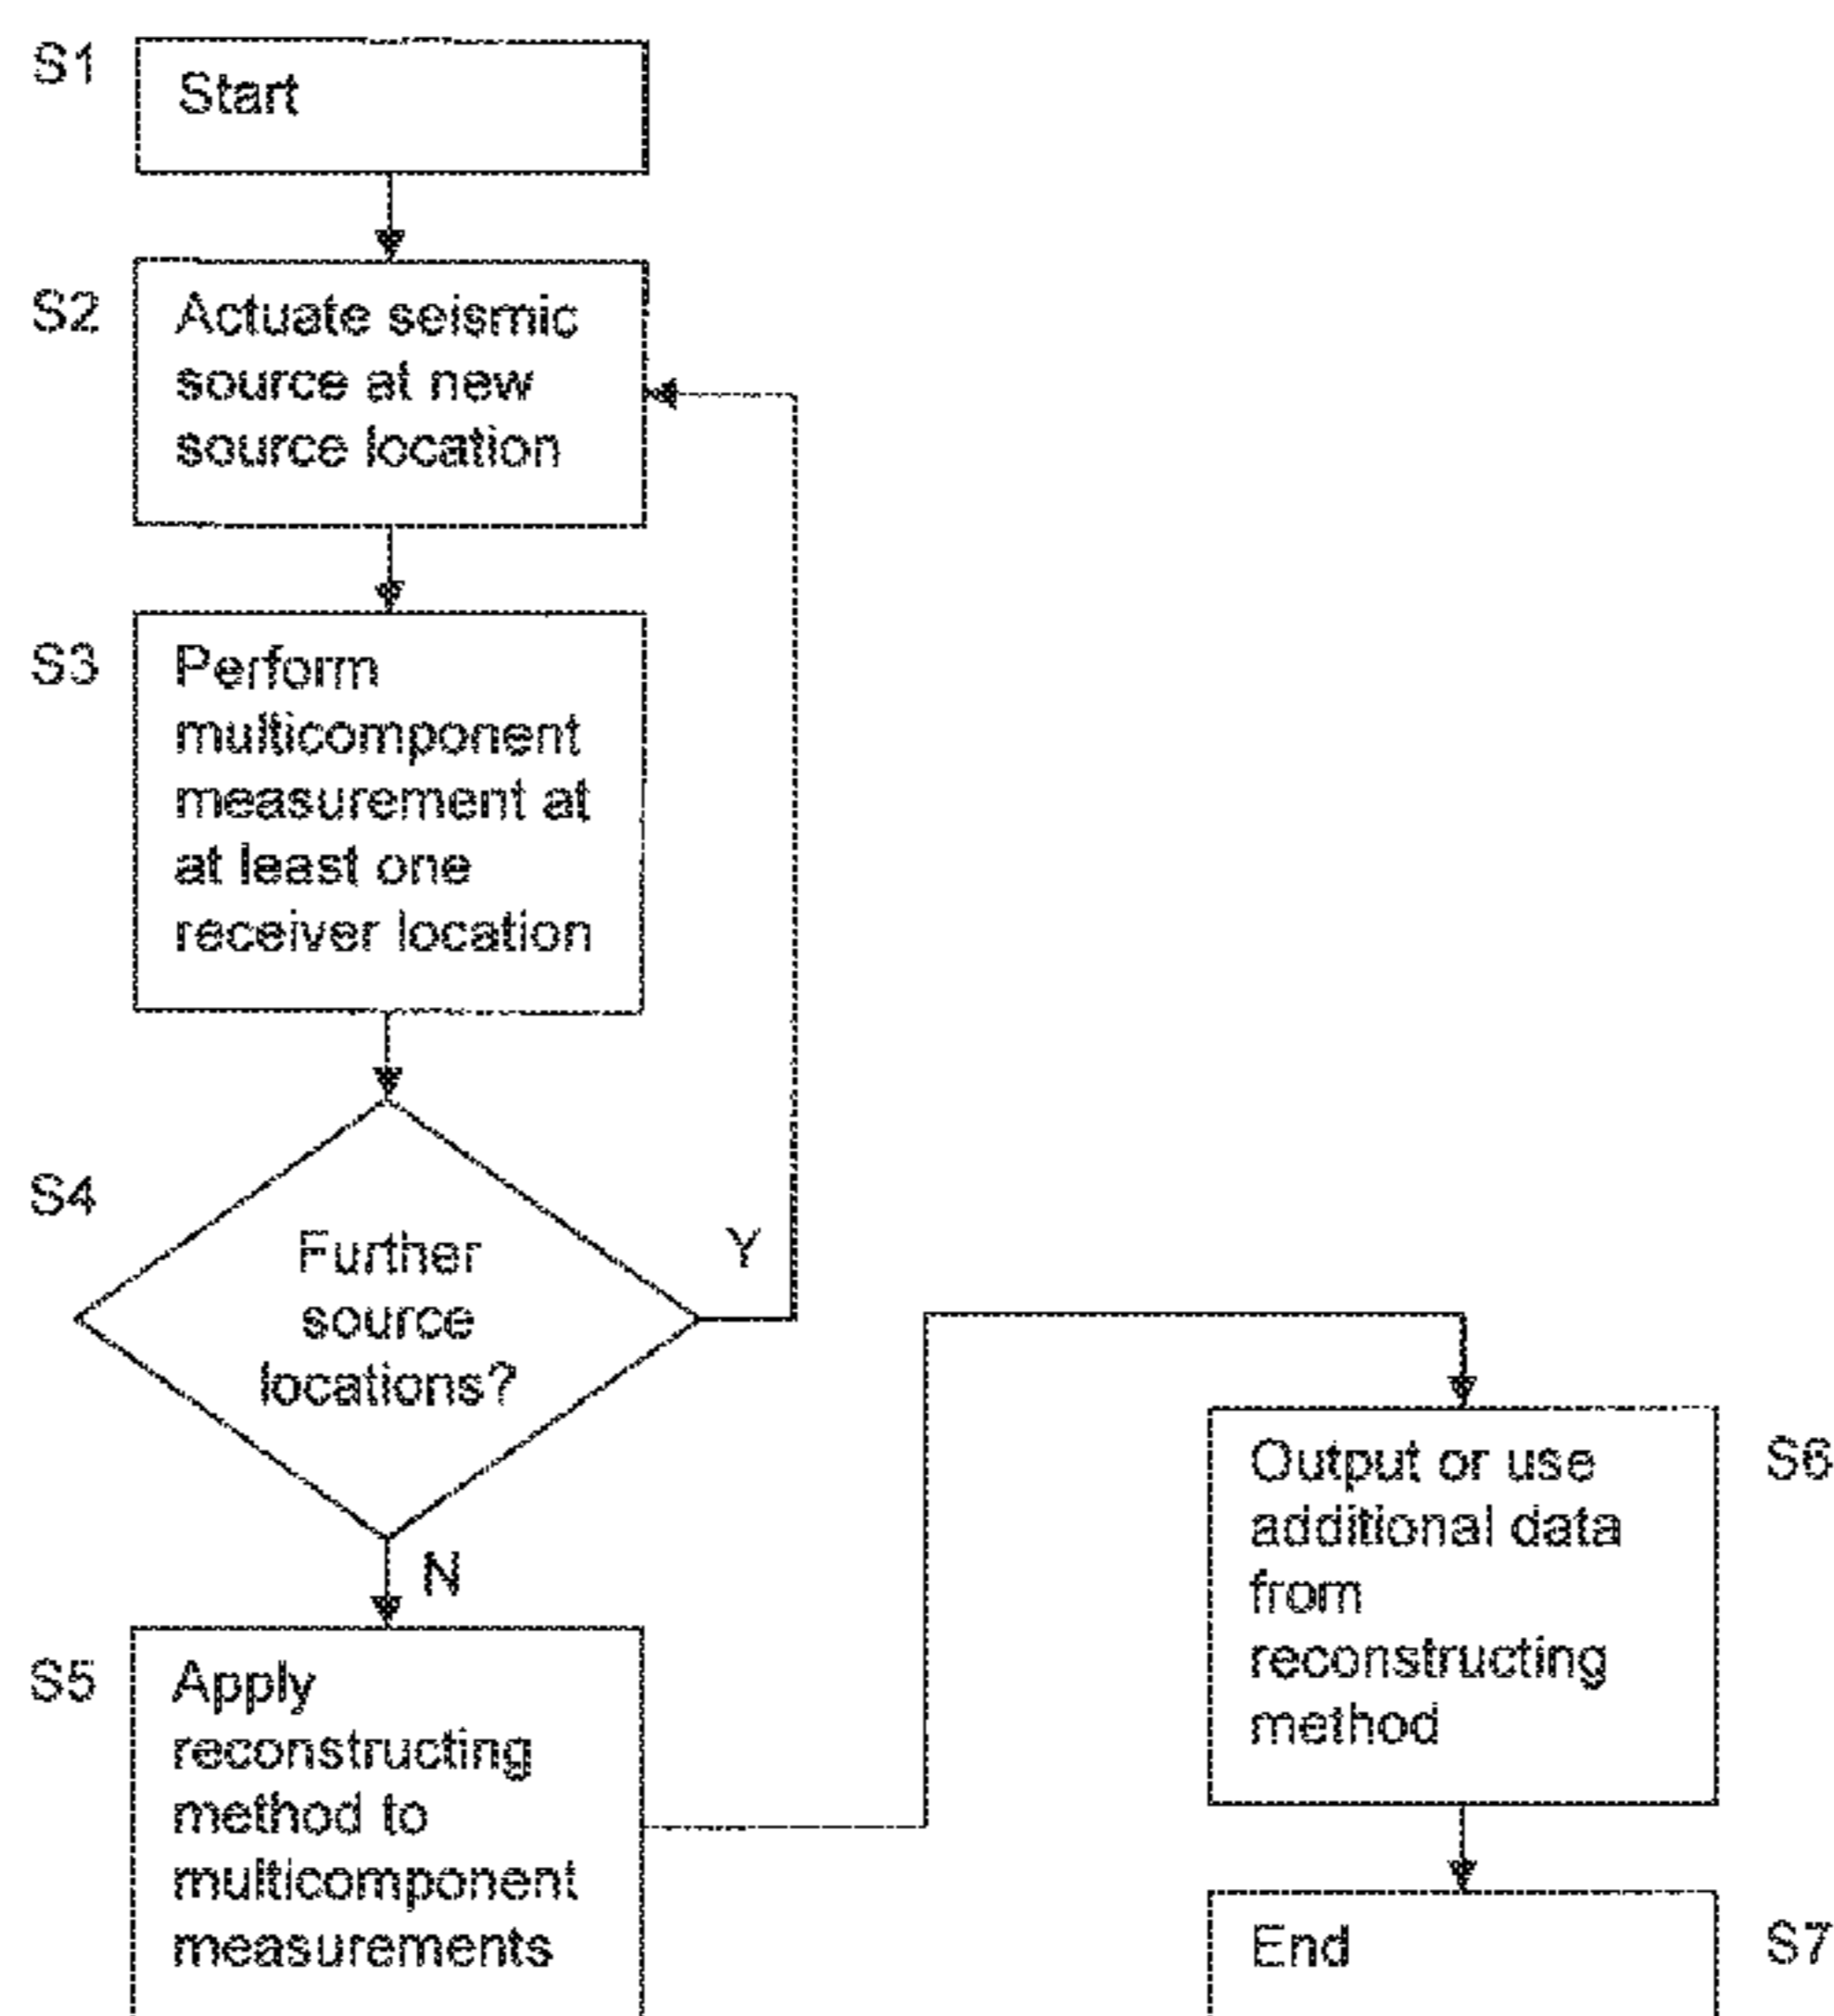 S1
Start
S2
Actuate seismic
source at new
source location
S3
Perform
multicomponent
measurement at
at least one
receiver location
S4
Further
source
locations?
Y
N
S5
Apply
reconstructing
method to
multicomponent
measurements
Output or use
additional data
from
reconstructing
method
S6
End
S7